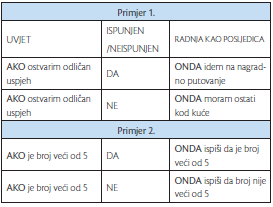 Primjer 1.
UVJET
ISPUNJEN
/NEISPUNJEN
RADNJA KAO POSLJEDICA
AKO ostvarim odličan
uspjeh
DA
ONDA idem na nagrad-
no putovanje
AKO ostvarim odličan
uspjeh
NE
ONDA moram ostati
kod kuće
Primjer 2.
AKO je broj veći od 5
DA
ONDA ispiši da je broj
veći od 5
AKO je broj veći od 5
NE
ONDA ispiši da broj nije
veći od 5